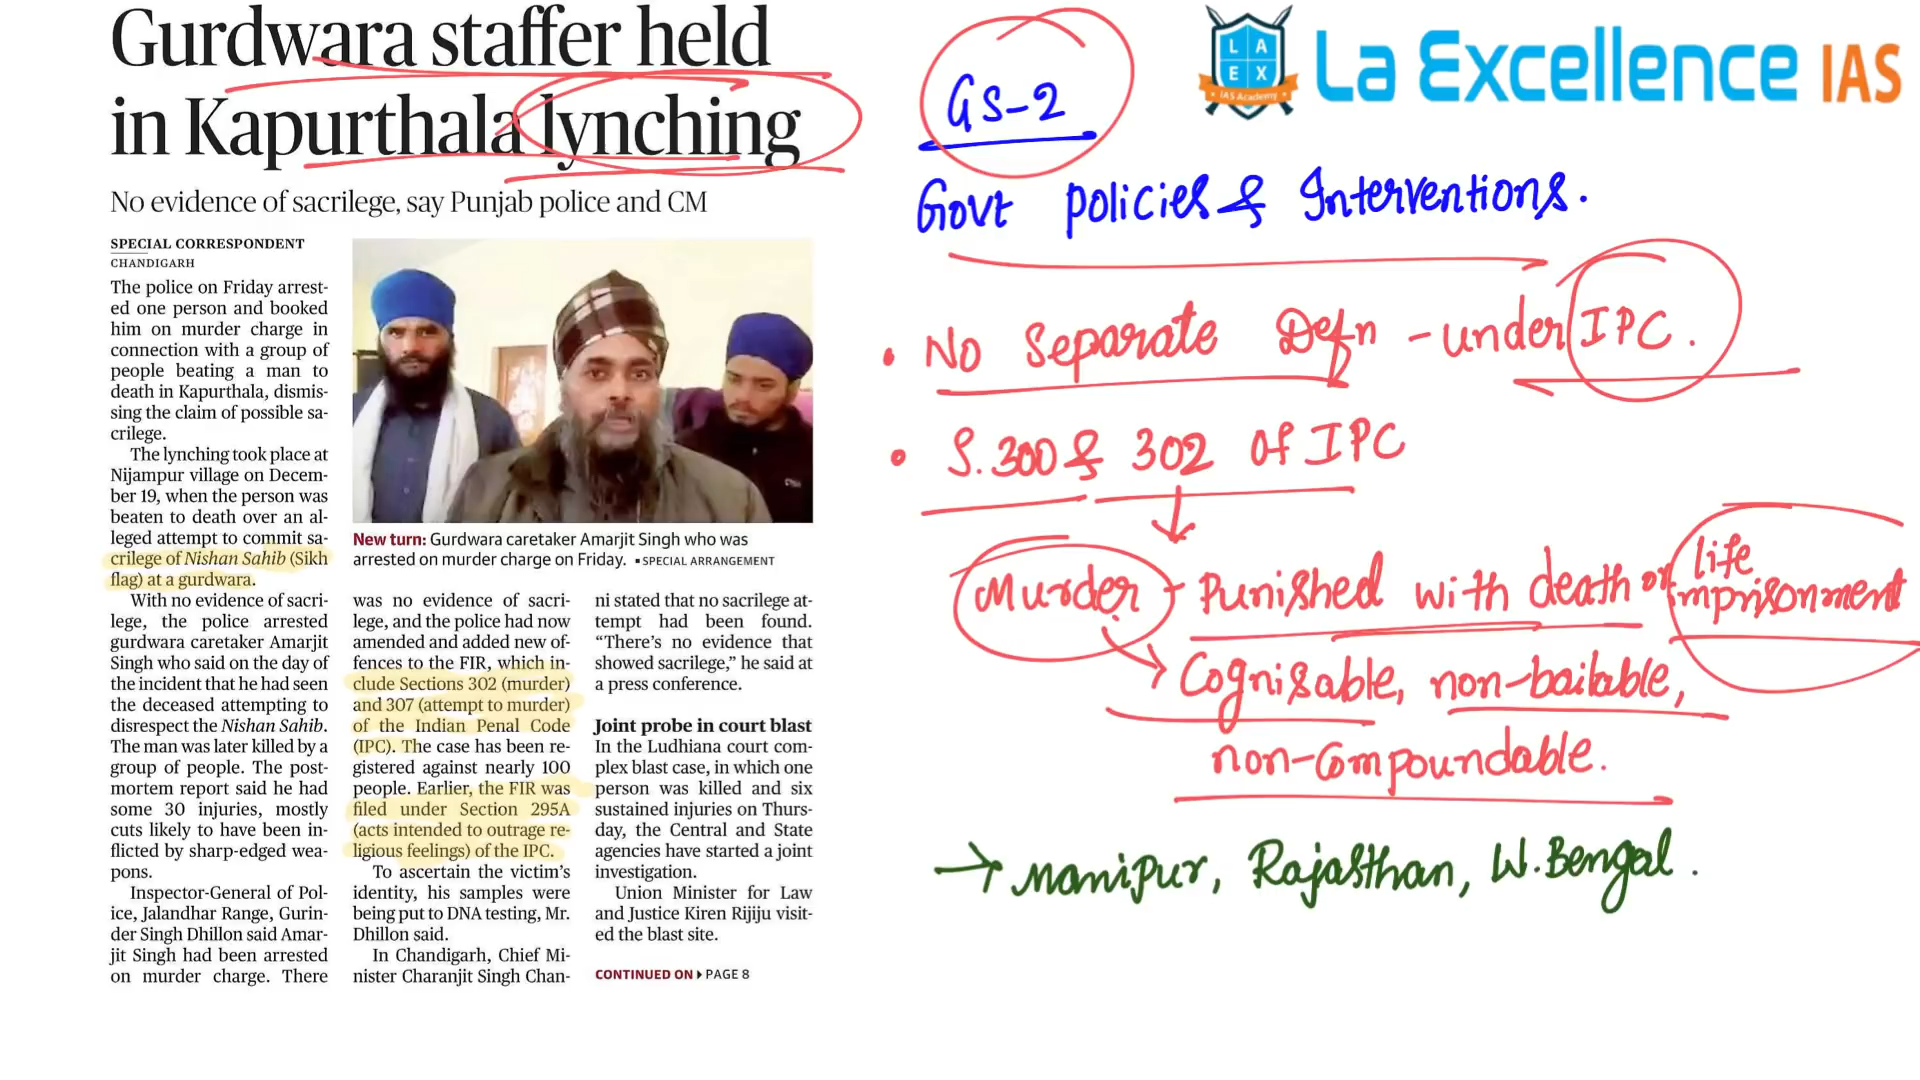 Gurdwara staffer held
in Kapurthala lynching
No evidence of sacrilege, say Punjab police and CM
SPECIAL CORRESPONDENT
CHANDIGARH
The police on Friday arrest-
ed one person and booked
him on murder charge in
connection with a group of
people beating a man to
death in Kapurthala, dismis-
sing the claim of possible sa-
crilege.
The lynching took place at
Nijampur village on Decem-
ber 19, when the person was
beaten to death over an al-
leged attempt to commit sa-
crilege of Nishan Sahib (Sikh
flag) at a gurdwara.
With no evidence of sacri-
lege, the police arrested
gurdwara caretaker Amarjit
Singh who said on the day of
the incident that he had seen
the deceased attempting to
disrespect the Nishan Sahib.
The man was later killed by a
group of people. The post-
mortem report said he had
some 30 injuries, mostly
cuts likely to have been in-
flicted by sharp-edged wea-
pons.
Inspector-General of Pol-
ice, Jalandhar Range, Gurin-
der Singh Dhillon said Amar-
jit Singh had been arrested
on murder charge. There
New turn: Gurdwara caretaker Amarjit Singh who was
arrested on murder charge on Friday. ▪SPECIAL ARRANGEMENT
was no evidence of sacri-
lege, and the police had now
amended and added new of-
fences to the FIR, which in-
clude Sections 302 (murder)
and 307 (attempt to murder)
of the Indian Penal Code
(IPC). The case has been re-
gistered against nearly 100
people. Earlier, the FIR was
filed under Section 295A
(acts intended to outrage re-
ligious feelings) of the IPC.
To ascertain the victim's
identity, his samples were
being put to DNA testing, Mr.
Dhillon said.
In Chandigarh, Chief Mi-
nister Charanjit Singh Chan-
ni stated that no sacrilege at-
tempt had been found.
"There's no evidence that
showed sacrilege," he said at
a press conference.
Joint probe in court blast
In the Ludhiana court com-
plex blast case, in which one
person was killed and six
sustained injuries on Thurs-
day, the Central and State
agencies have started a joint
investigation.
Union Minister for Law
and Justice Kiren Rijiju visit-
ed the blast site.
CONTINUED ON ▸ PAGE 8
L A
E X
IAS Academy
La Excellence IAS
GS-2
Govt policies & Interventions.
• No Separate Defn - under IPC.
• S.300 & 302 of IPC
Murder - Punished with death or life imprisonment
Cognisable, non-bailable,
non-compoundable.
→ Manipur, Rajasthan, W.Bengal.